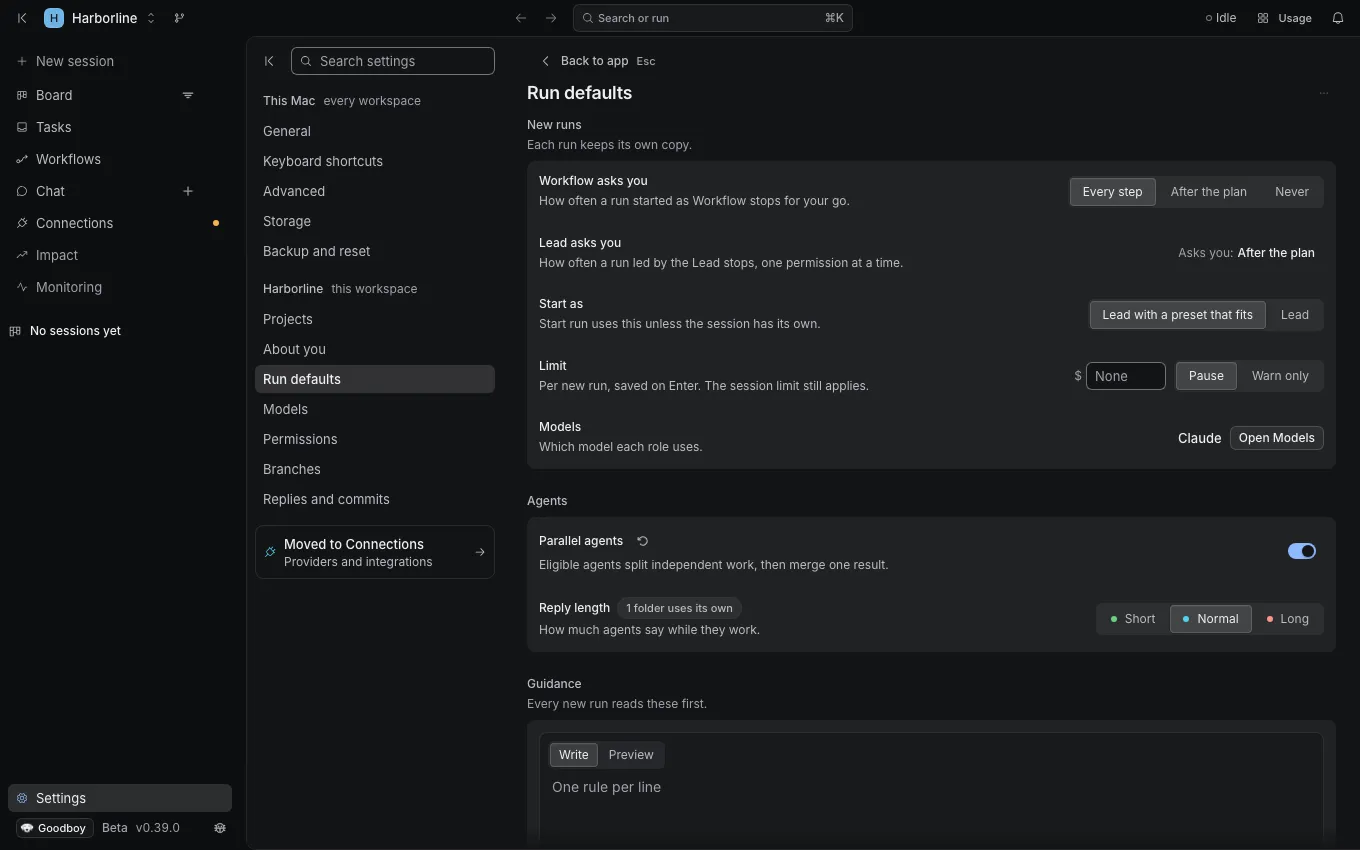 H Harborline
Search or run ⌘K
Idle
Usage
New session
Board
Tasks
Workflows
Chat
Connections
Impact
Monitoring
No sessions yet
Settings
Goodboy Beta v0.39.0
Search settings
This Mac every workspace
General
Keyboard shortcuts
Advanced
Storage
Backup and reset
Harborline this workspace
Projects
About you
Run defaults
Models
Permissions
Branches
Replies and commits
Moved to Connections
Providers and integrations
Back to app Esc
Run defaults
New runs
Each run keeps its own copy.
Workflow asks you
How often a run started as Workflow stops for your go.
Every step After the plan Never
Lead asks you
How often a run led by the Lead stops, one permission at a time.
Asks you: After the plan
Start as
Start run uses this unless the session has its own.
Lead with a preset that fits Lead
Limit
Per new run, saved on Enter. The session limit still applies.
$ None Pause Warn only
Models
Which model each role uses.
Claude Open Models
Agents
Parallel agents
Eligible agents split independent work, then merge one result.
Reply length 1 folder uses its own
How much agents say while they work.
Short Normal Long
Guidance
Every new run reads these first.
Write Preview
One rule per line